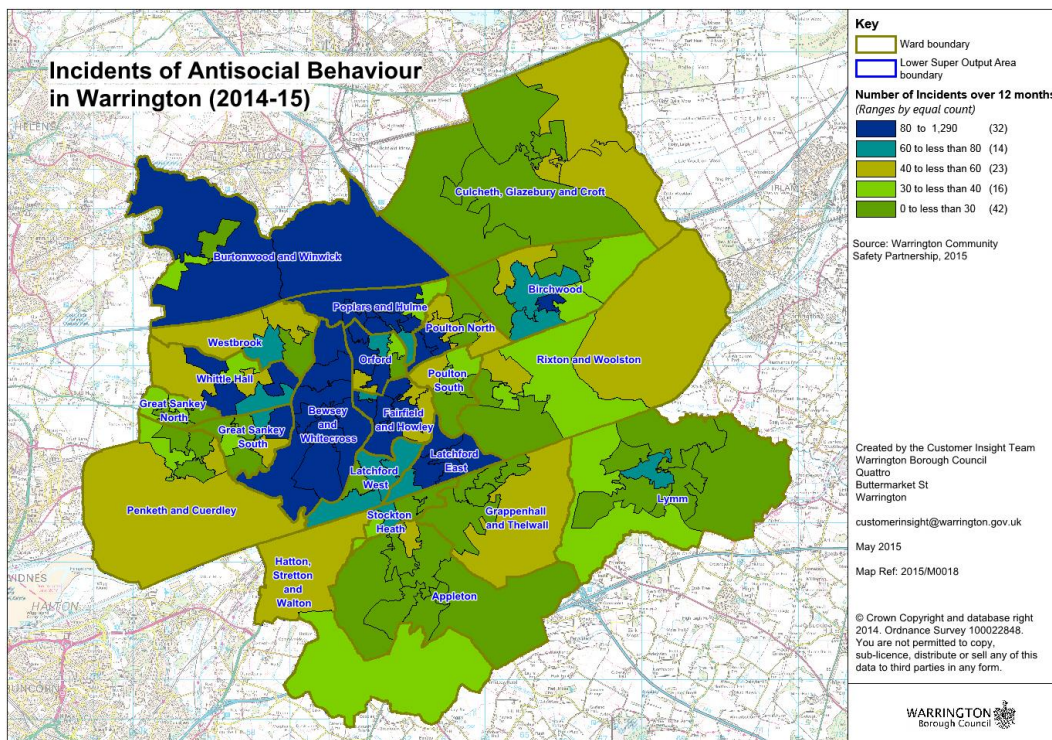 Incidents of Antisocial Behaviour
in Warrington (2014-15)
Culcheth, Glazebury and Croft
Burtonwood and Winwick
Birchwood
Poplars and Hulme
Poulton North
Westbrook
Orford
Rixton and Woolston
Whittle Hall
Poulton
South
Great Sankey
North
Bewsey
and
Whitecross
Fairfield
and Howley
Great Sankey
South
Latchford
East
Latchford
West
Lymm
Penketh and Cuerdley
Stockton
Heath
Grappenhall
and Thelwall
Hatton,
Stretton
and
Walton
Appleton
IRLAM
WIDNES
HALTON
RUNCORN
Key
Ward boundary
Lower Super Output Area
boundary
Number of Incidents over 12 months
(Ranges by equal count)
80 to 1,290 (32)
60 to less than 80 (14)
40 to less than 60 (23)
30 to less than 40 (16)
0 to less than 30 (42)
Source: Warrington Community
Safety Partnership, 2015
Created by the Customer Insight Team
Warrington Borough Council
Quattro
Buttermarket St
Warrington
customerinsight@warrington.gov.uk
May 2015
Map Ref: 2015/M0018
© Crown Copyright and database right
2014. Ordnance Survey 100022848.
You are not permitted to copy,
sub-licence, distribute or sell any of this
data to third parties in any form.
WARRINGTON
Borough Council